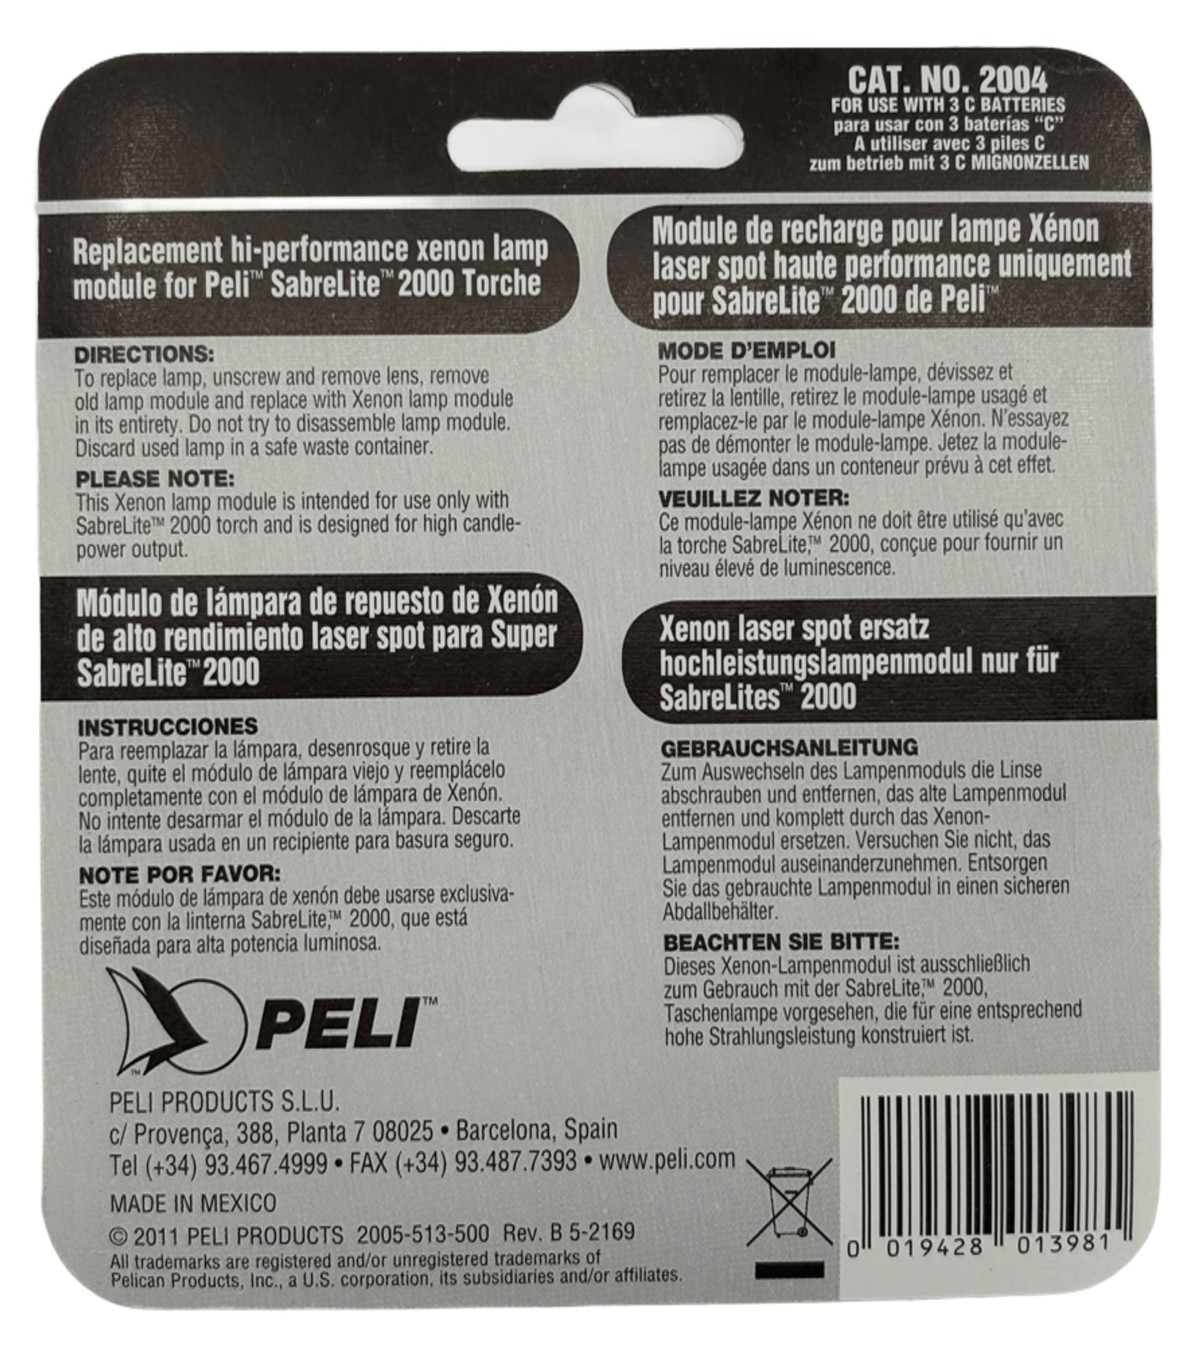 CAT. NO. 2004
FOR USE WITH 3 C BATTERIES
para usar con 3 baterías “C”
A utiliser avec 3 piles C
zum betrieb mit 3 C MIGNONZELLEN
Replacement hi-performance xenon lamp
module for Peli™ SabreLite™ 2000 Torche
DIRECTIONS:
To replace lamp, unscrew and remove lens, remove
old lamp module and replace with Xenon lamp module
in its entirety. Do not try to disassemble lamp module.
Discard used lamp in a safe waste container.
PLEASE NOTE:
This Xenon lamp module is intended for use only with
SabreLite™ 2000 torch and is designed for high candle-
power output.
Módulo de lámpara de repuesto de Xenón
de alto rendimiento laser spot para Super
SabreLite™ 2000
INSTRUCCIONES
Para reemplazar la lámpara, desenrosque y retire la
lente, quite el módulo de lámpara viejo y reemplácelo
completamente con el módulo de lámpara de Xenón.
No intente desarmar el módulo de la lámpara. Descarte
la lámpara usada en un recipiente para basura seguro.
NOTE POR FAVOR:
Este módulo de lámpara de xenón debe usarse exclusiva-
mente con la linterna SabreLite,™ 2000, que está
diseñada para alta potencia luminosa.
Module de recharge pour lampe Xénon
laser spot haute performance uniquement
pour SabreLite™ 2000 de Peli™
MODE D’EMPLOI
Pour remplacer le module-lampe, dévissez et
retirez la lentille, retirez le module-lampe usagé et
remplacez-le par le module-lampe Xénon. N’essayez
pas de démonter le module-lampe. Jetez la module-
lampe usagée dans un conteneur prévu à cet effet.
VEUILLEZ NOTER:
Ce module-lampe Xénon ne doit être utilisé qu’avec
la torche SabreLite,™ 2000, conçue pour fournir un
niveau élevé de luminescence.
Xenon laser spot ersatz
hochleistungslampenmodul nur für
SabreLites™ 2000
GEBRAUCHSANLEITUNG
Zum Auswechseln des Lampenmoduls die Linse
abschrauben und entfernen, das alte Lampenmodul
entfernen und komplett durch das Xenon-
Lampenmodul ersetzen. Versuchen Sie nicht, das
Lampenmodul auseinanderzunehmen. Entsorgen
Sie das gebrauchte Lampenmodul in einen sicheren
Abdallbehälter.
BEACHTEN SIE BITTE:
Dieses Xenon-Lampenmodul ist ausschließlich
zum Gebrauch mit der SabreLite,™ 2000,
Taschenlampe vorgesehen, die für eine entsprechend
hohe Strahlungsleistung konstruiert ist.
PELI™
™
PELI PRODUCTS S.L.U.
c/ Provença, 388, Planta 7 08025 • Barcelona, Spain
Tel (+34) 93.467.4999 • FAX (+34) 93.487.7393 • www.peli.com
MADE IN MEXICO
© 2011 PELI PRODUCTS 2005-513-500 Rev. B 5-2169
All trademarks are registered and/or unregistered trademarks of
Pelican Products, Inc., a U.S. corporation, its subsidiaries and/or affiliates.
0 019428 013981